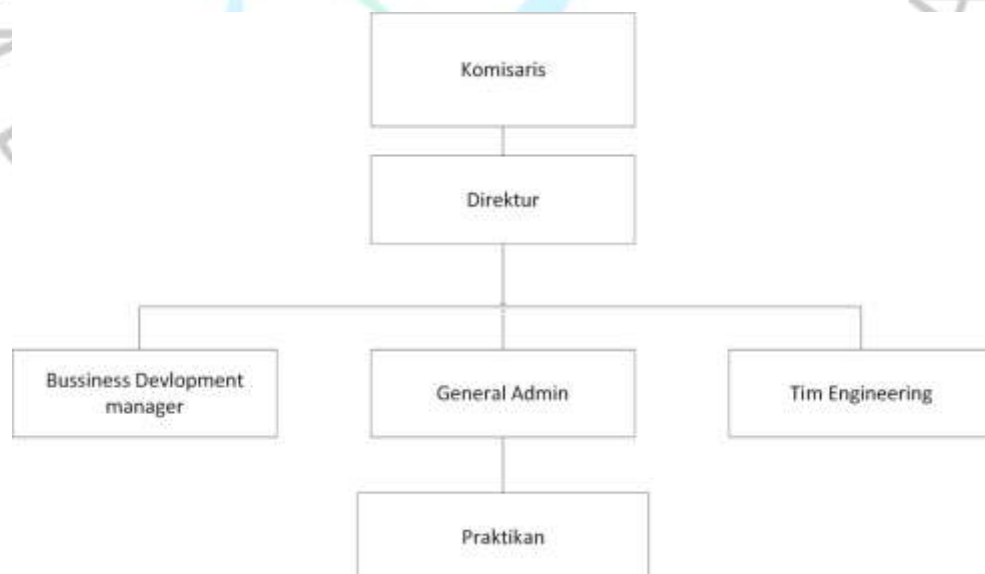 Komisaris
Direktur
Bussiness Devlopment
manager
General Admin
Tim Engineering
Praktikan